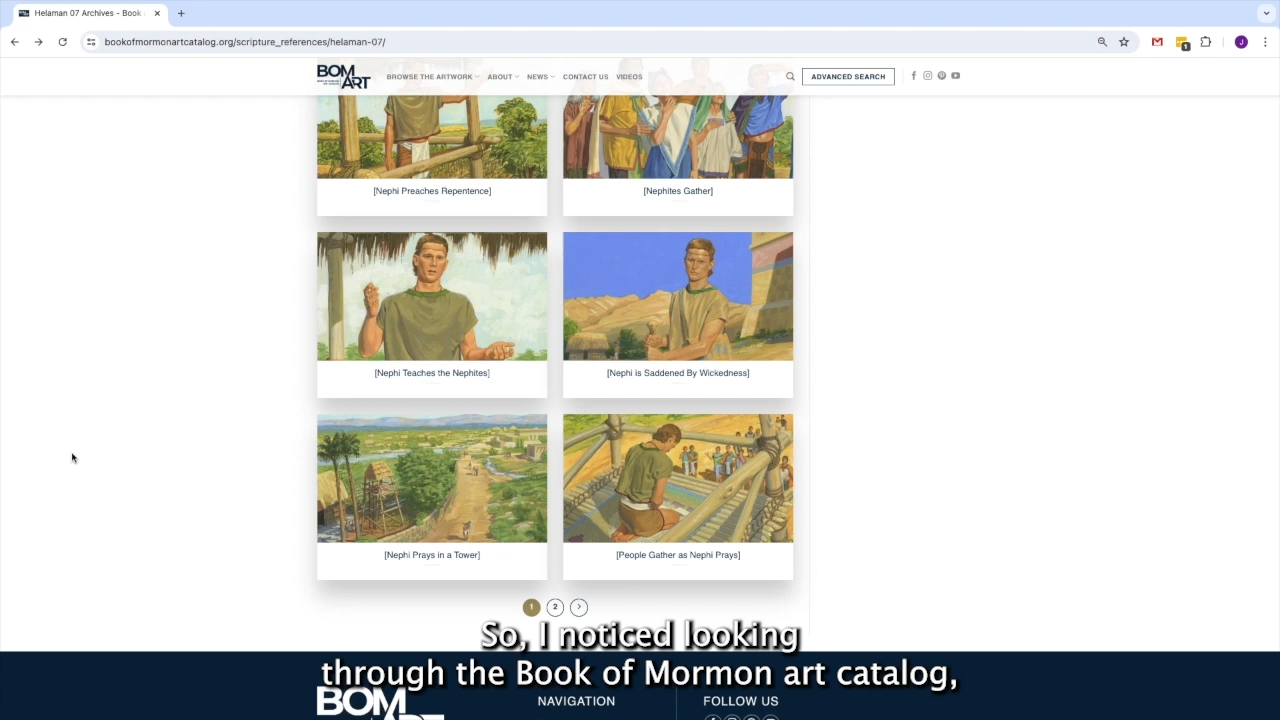 Helaman 07 Archives - Book
bookofmormonartcatalog.org/scripture_references/helaman-07/
1
J
BOM
ART
BROWSE THE ARTWORK
ABOUT
NEWS
CONTACT US
VIDEOS
ADVANCED SEARCH
[Nephi Preaches Repentence]
[Nephites Gather]
[Nephi Teaches the Nephites]
[Nephi is Saddened By Wickedness]
[Nephi Prays in a Tower]
[People Gather as Nephi Prays]
1
2
So, I noticed looking
through the Book of Mormon art catalog,
BOM
NAVIGATION
FOLLOW US